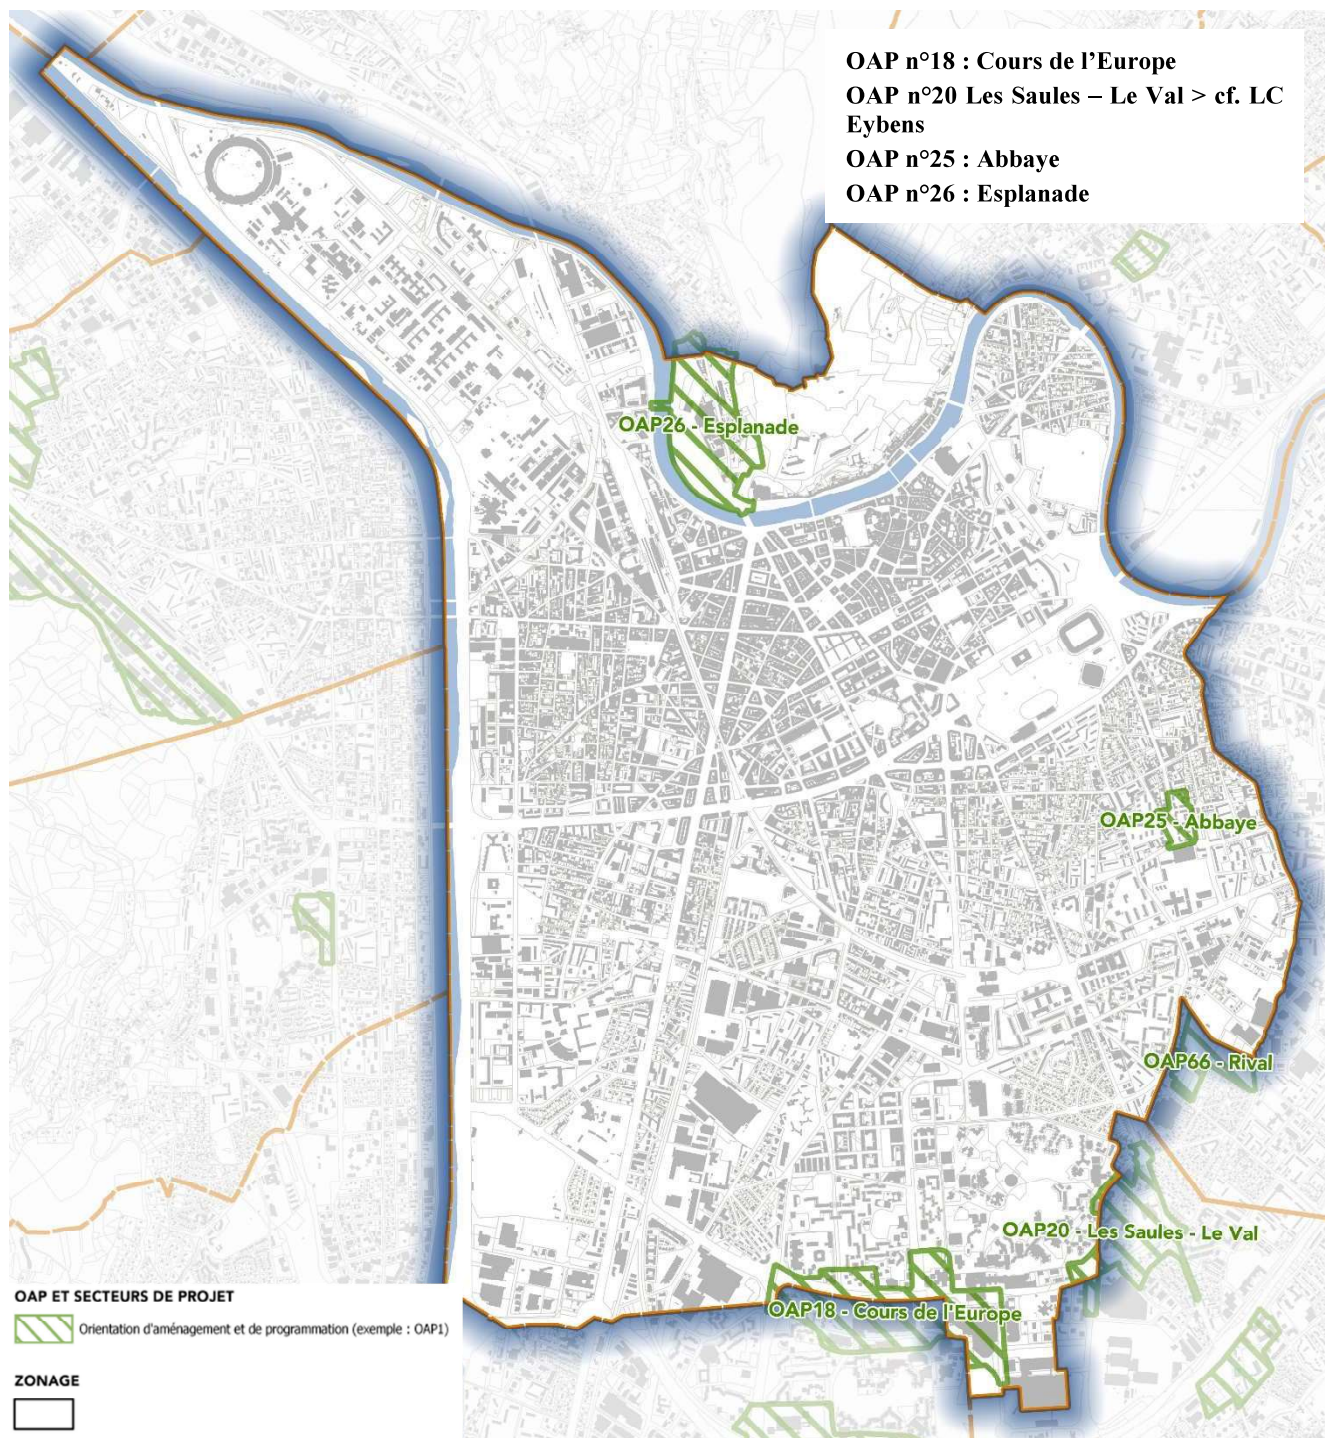 OAP n°18 : Cours de l’Europe
OAP n°20 Les Saules – Le Val > cf. LC
Eybens
OAP n°25 : Abbaye
OAP n°26 : Esplanade
OAP26 - Esplanade
OAP25 - Abbaye
OAP66 - Rival
OAP20 - Les Saules - Le Val
OAP18 - Cours de l'Europe
OAP ET SECTEURS DE PROJET
Orientation d'aménagement et de programmation (exemple : OAP1)
ZONAGE